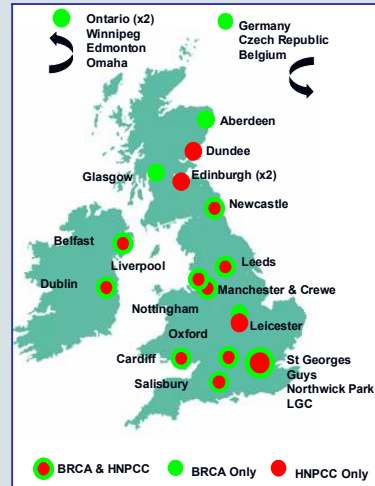 Ontario (x2)
Winnipeg
Edmonton
Omaha
Germany
Czech Republic
Belgium
Aberdeen
Dundee
Glasgow
Edinburgh (x2)
Newcastle
Belfast
Liverpool
Leeds
Dublin
Manchester & Crewe
Nottingham
Oxford
Leicester
Cardiff
St Georges
Guys
Northwick Park
LGC
Salisbury
BRCA & HNPCC
BRCA Only
HNPCC Only